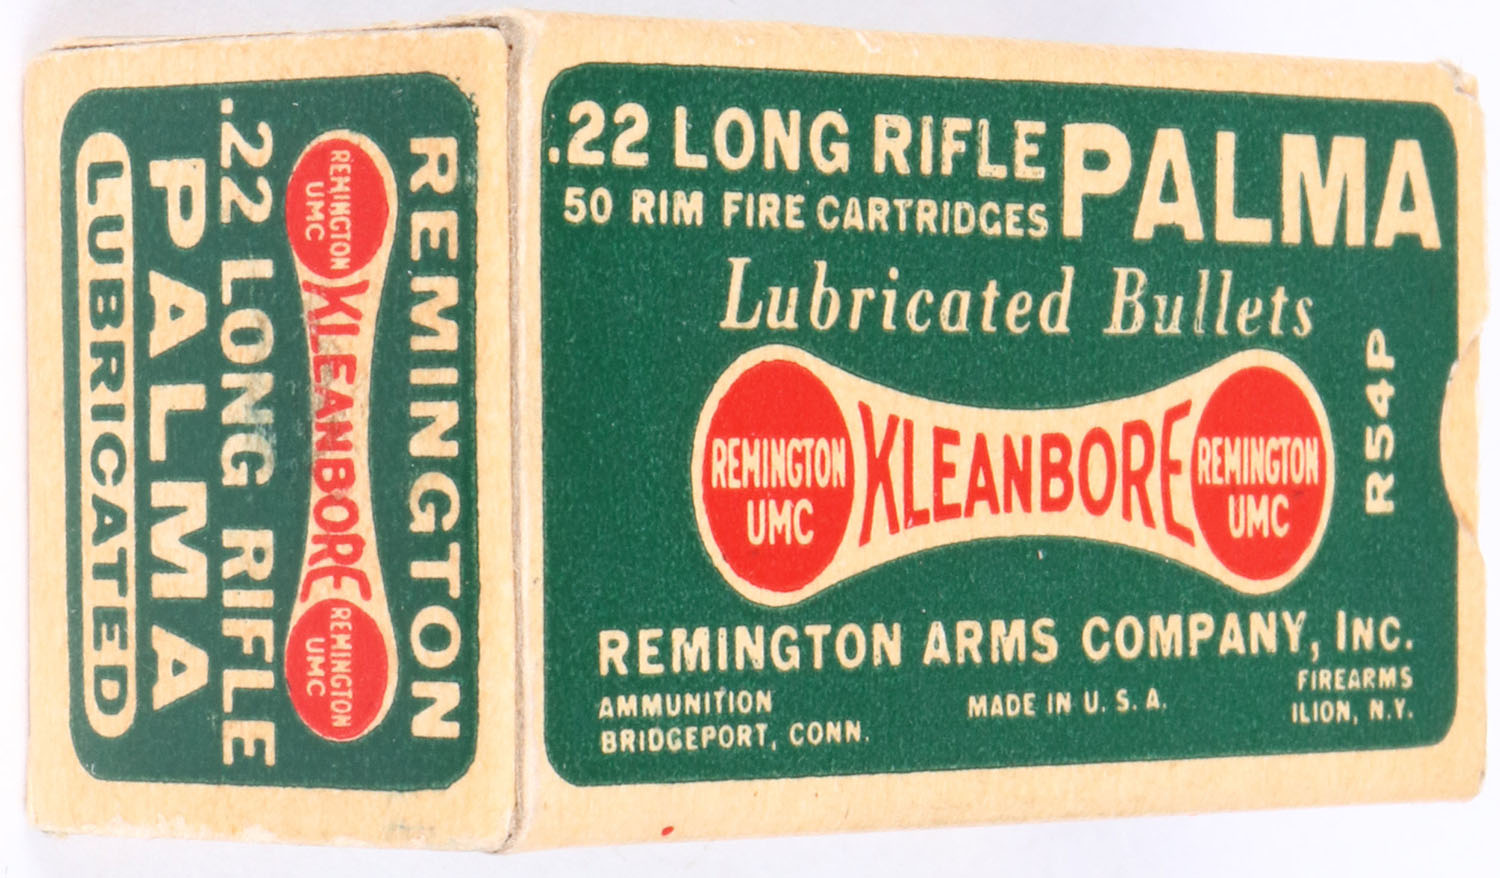 REMINGTON
REMINGTON
UMC
KLEANBORE
REMINGTON
UMC
.22 LONG RIFLE
PALMA
LUBRICATED
.22 LONG RIFLE PALMA
50 RIM FIRE CARTRIDGES
Lubricated Bullets
REMINGTON
UMC
KLEANBORE
REMINGTON
UMC
R54P
REMINGTON ARMS COMPANY, INC.
AMMUNITION
BRIDGEPORT, CONN.
MADE IN U. S. A.
FIREARMS
ILION, N.Y.